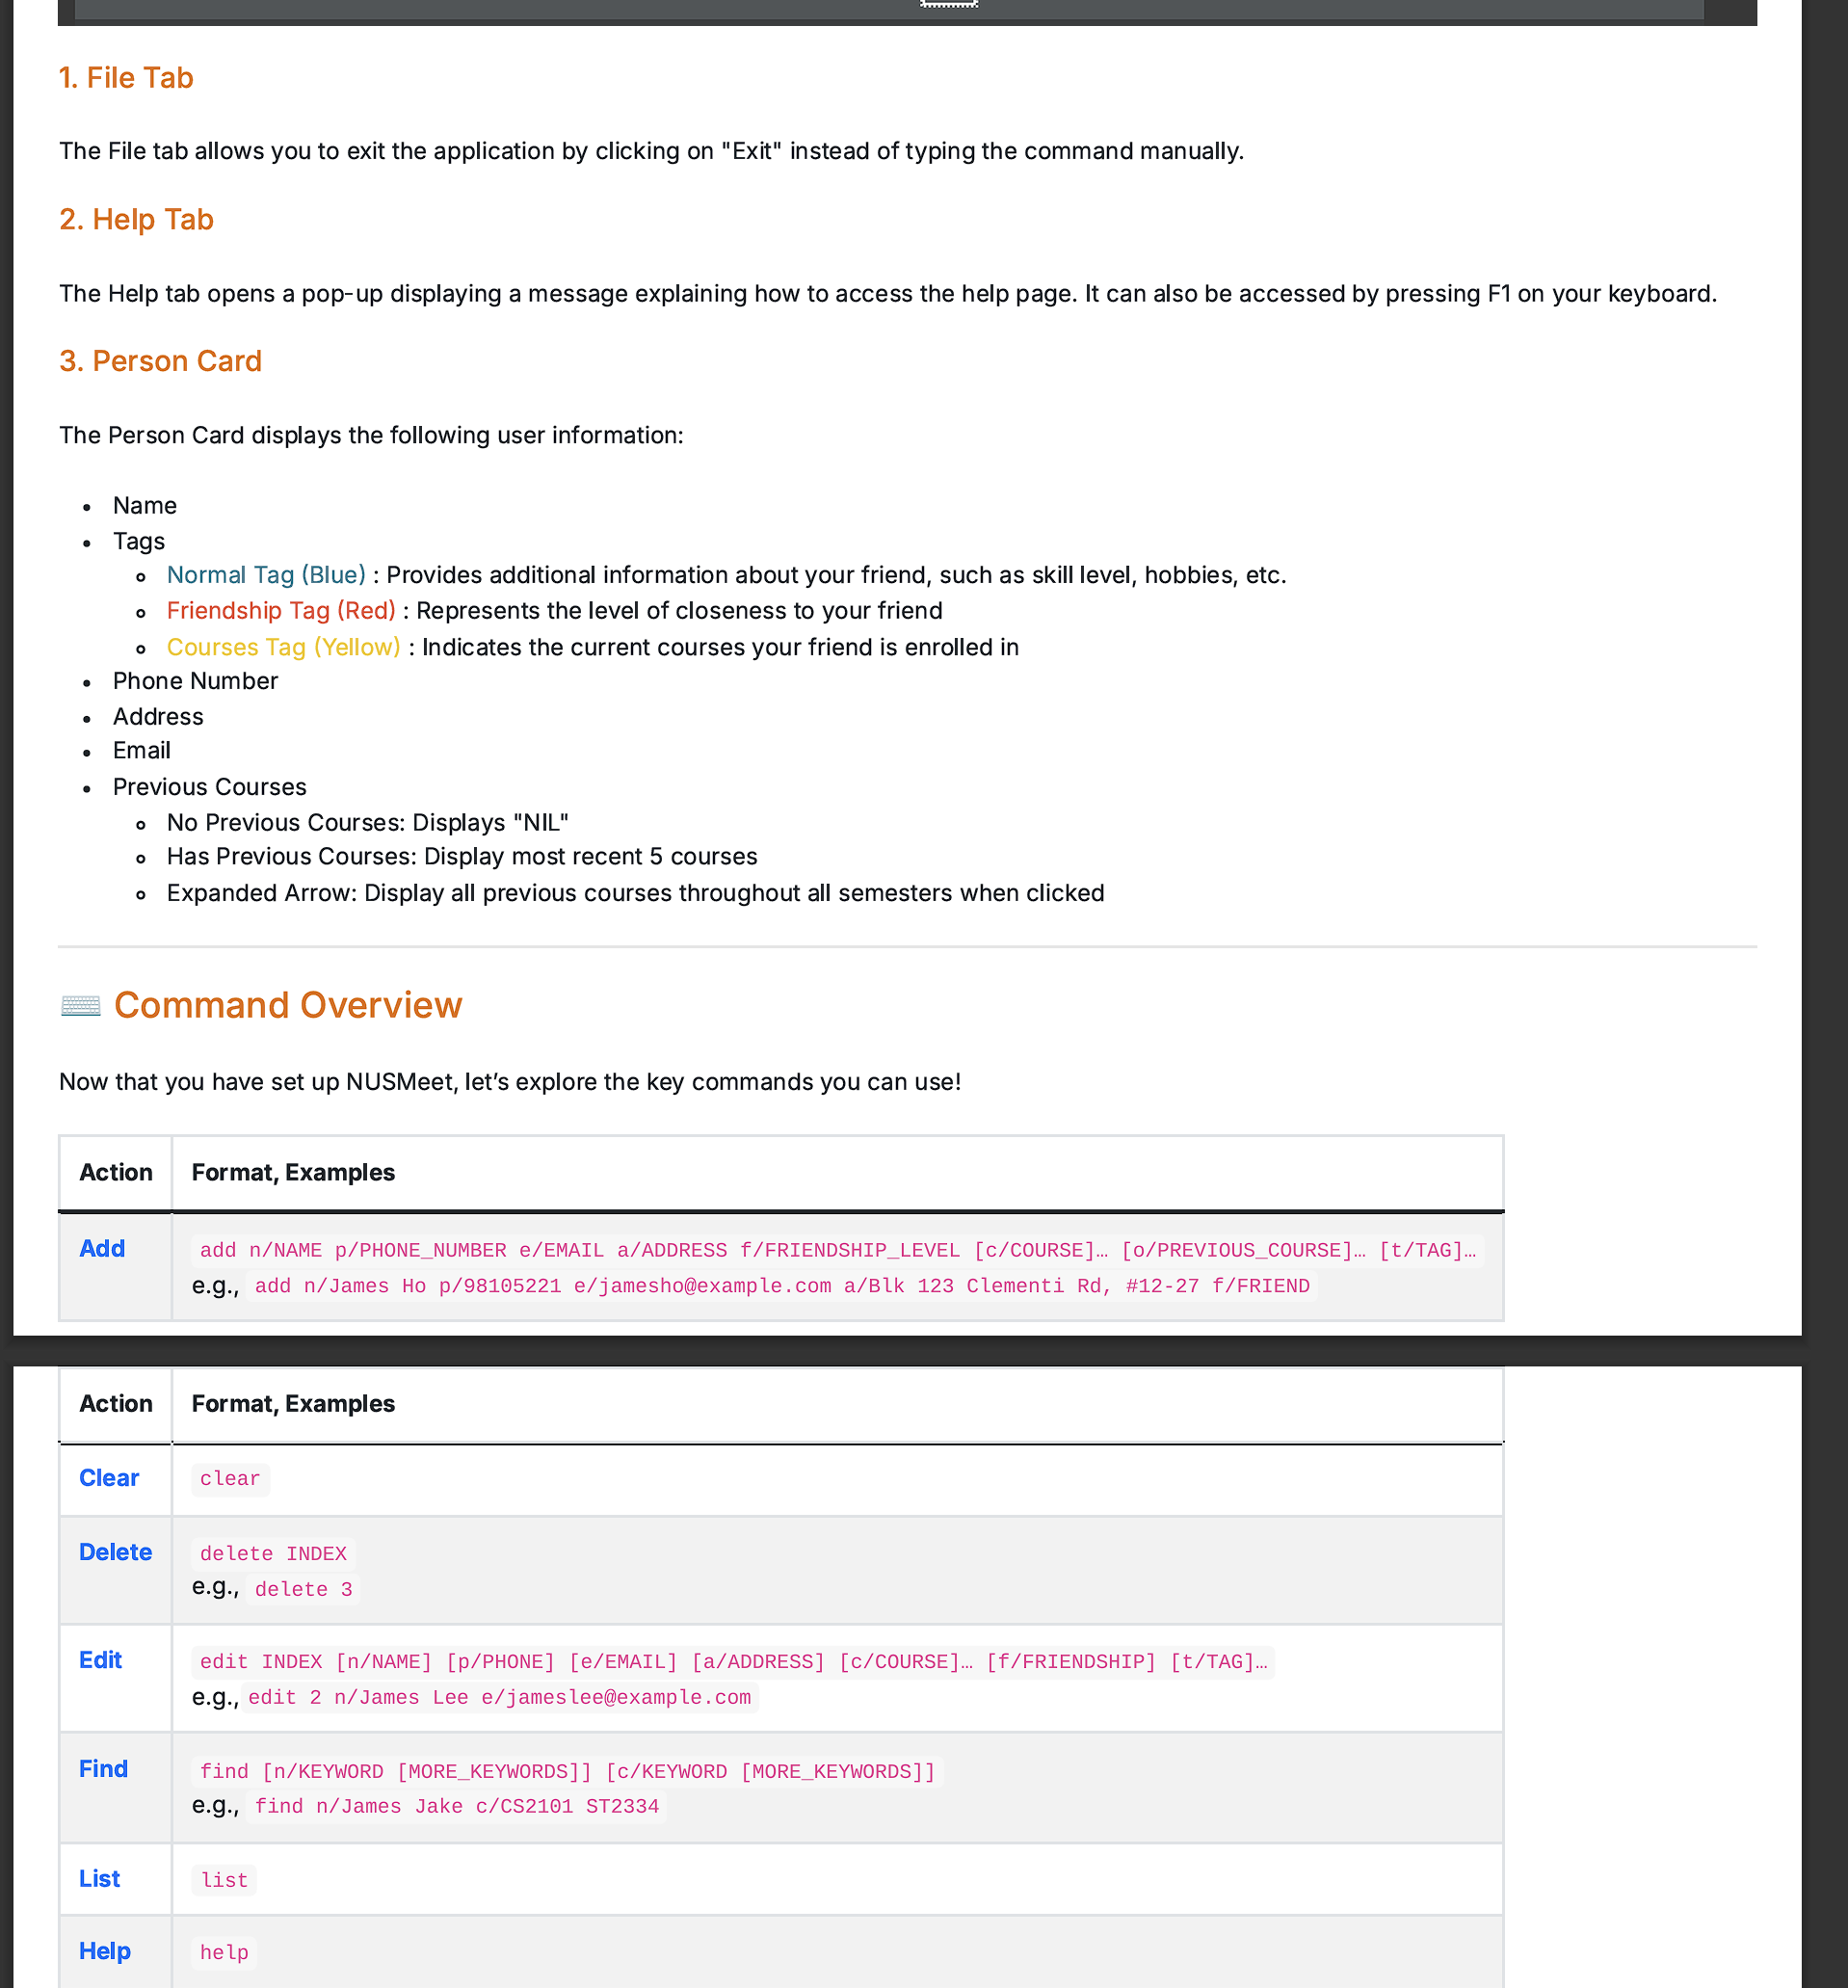 1. File Tab
The File tab allows you to exit the application by clicking on "Exit" instead of typing the command manually.
2. Help Tab
The Help tab opens a pop-up displaying a message explaining how to access the help page. It can also be accessed by pressing F1 on your keyboard.
3. Person Card
The Person Card displays the following user information:
Name
Tags
Normal Tag (Blue) : Provides additional information about your friend, such as skill level, hobbies, etc.
Friendship Tag (Red) : Represents the level of closeness to your friend
Courses Tag (Yellow) : Indicates the current courses your friend is enrolled in
Phone Number
Address
Email
Previous Courses
No Previous Courses: Displays "NIL"
Has Previous Courses: Display most recent 5 courses
Expanded Arrow: Display all previous courses throughout all semesters when clicked
Command Overview
Now that you have set up NUSMeet, let’s explore the key commands you can use!
Action Format, Examples
Add add n/NAME p/PHONE_NUMBER e/EMAIL a/ADDRESS f/FRIENDSHIP_LEVEL [c/COURSE]… [o/PREVIOUS_COURSE]… [t/TAG]…
e.g., add n/James Ho p/98105221 e/jamesho@example.com a/Blk 123 Clementi Rd, #12-27 f/FRIEND
Action Format, Examples
Clear clear
Delete delete INDEX
e.g., delete 3
Edit edit INDEX [n/NAME] [p/PHONE] [e/EMAIL] [a/ADDRESS] [c/COURSE]… [f/FRIENDSHIP] [t/TAG]…
e.g., edit 2 n/James Lee e/jameslee@example.com
Find find [n/KEYWORD [MORE_KEYWORDS]] [c/KEYWORD [MORE_KEYWORDS]]
e.g., find n/James Jake c/CS2101 ST2334
List list
Help help